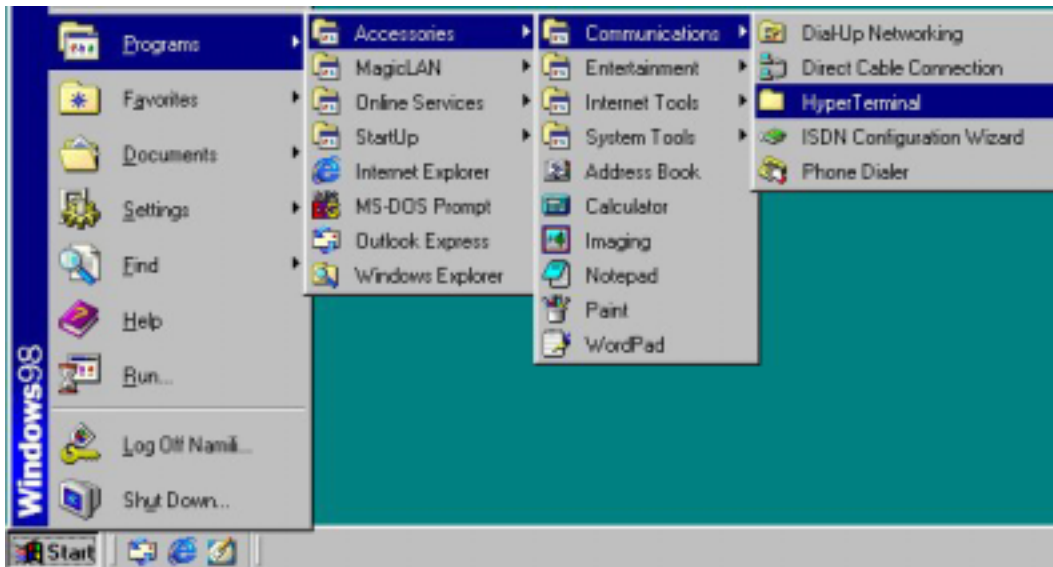 Programs
Favorites
Documents
Settings
Find
Help
Run...
Log Off Namili...
Shut Down...
Windows98
Start
Accessories
MagicLAN
Online Services
StartUp
Internet Explorer
MS-DOS Prompt
Outlook Express
Windows Explorer
Communications
Entertainment
Internet Tools
System Tools
Address Book
Calculator
Imaging
Notepad
Paint
WordPad
Dial-Up Networking
Direct Cable Connection
HyperTerminal
ISDN Configuration Wizard
Phone Dialer